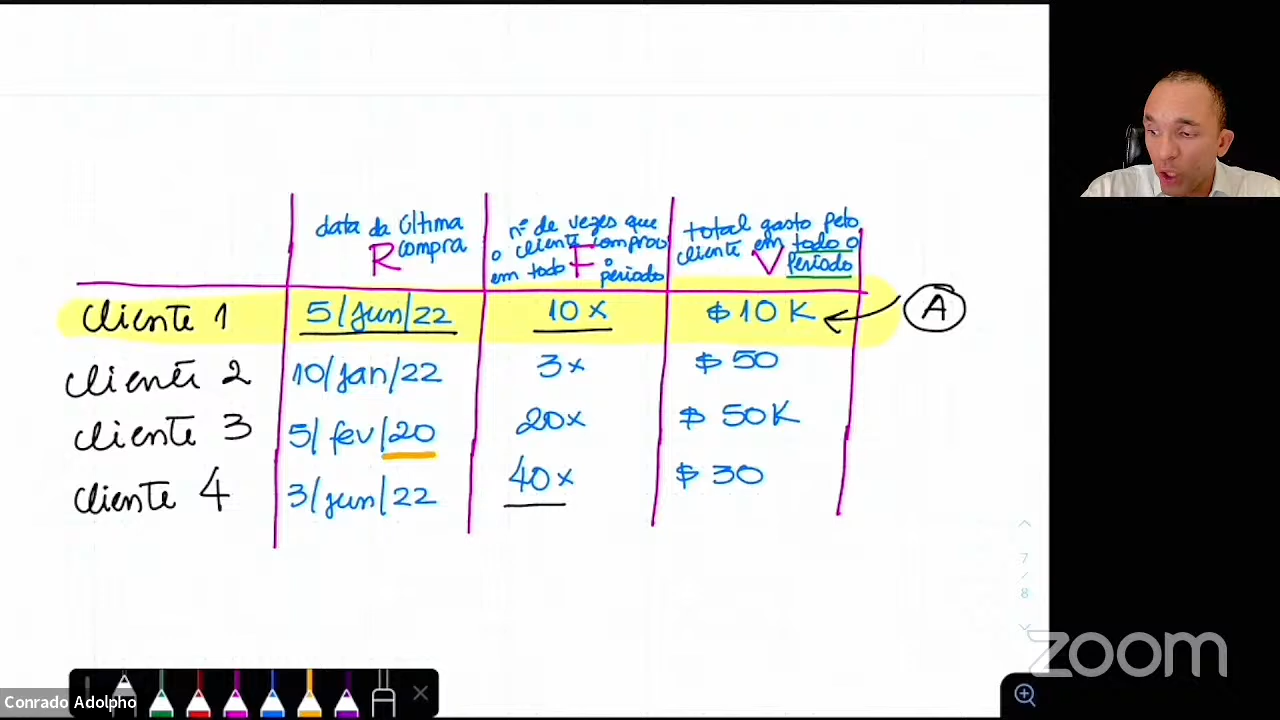 data da última
compra
R
nº de vezes que
o cliente comprou
em todo o
período
F
total gasto pelo
cliente em todo o
período
V
cliente 1 5/jun/22 10x $10K A
cliente 2 10/jan/22 3x $50
cliente 3 5/fev/20 20x $50K
cliente 4 3/jun/22 40x $30
7
/
8
zoom
Conrado Adolpho